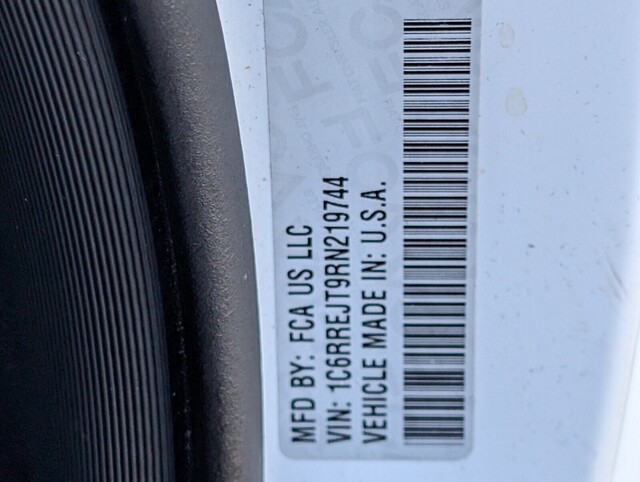 MFD BY: FCA US LLC
VIN: 1C6RREJT9RN219744
VEHICLE MADE IN: U.S.A.